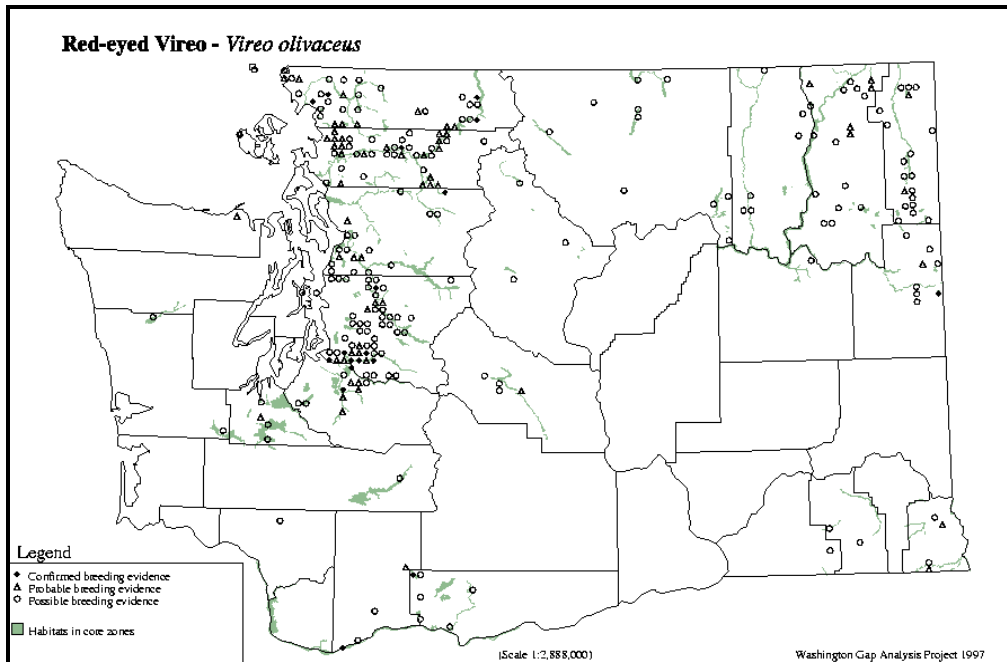 Red-eyed Vireo - Vireo olivaceus
Legend
Confirmed breeding evidence
Probable breeding evidence
Possible breeding evidence
Habitats in core zones
(Scale 1:2,888,000)
Washington Gap Analysis Project 1997